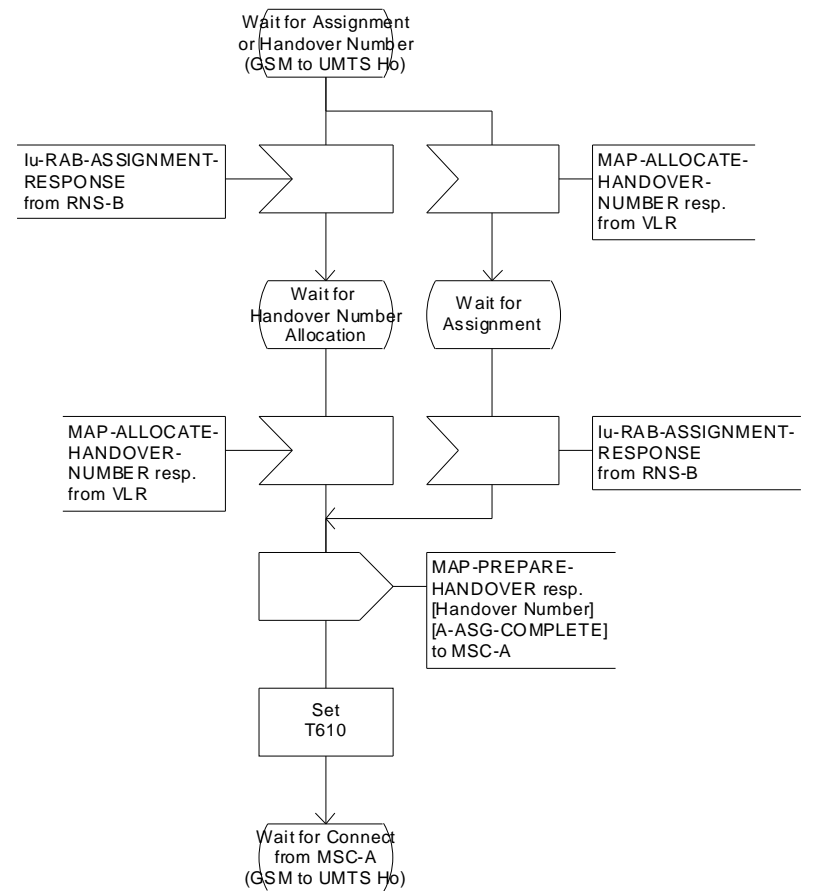 Wait for Assignment
or Handover Number
(GSM to UMTS Ho)
Iu-RAB-ASSIGNMENT-
RESPONSE
from RNS-B
MAP-ALLOCATE-
HANDOVER-
NUMBER resp.
from VLR
Wait for
Handover Number
Allocation
Wait for
Assignment
MAP-ALLOCATE-
HANDOVER-
NUMBER resp.
from VLR
Iu-RAB-ASSIGNMENT-
RESPONSE
from RNS-B
MAP-PREPARE-
HANDOVER resp.
[Handover Number]
[A-ASG-COMPLETE]
to MSC-A
Set
T610
Wait for Connect
from MSC-A
(GSM to UMTS Ho)